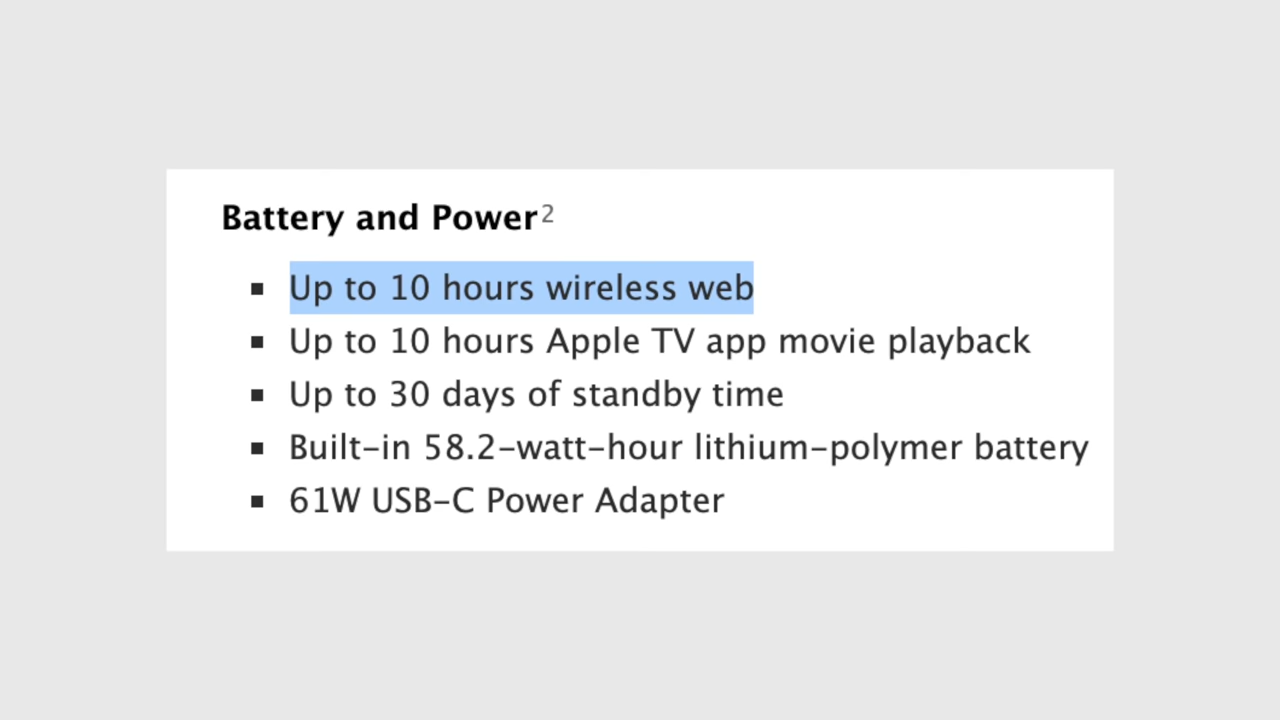 Battery and Power2
▪ Up to 10 hours wireless web
▪ Up to 10 hours Apple TV app movie playback
▪ Up to 30 days of standby time
▪ Built-in 58.2-watt-hour lithium-polymer battery
▪ 61W USB-C Power Adapter